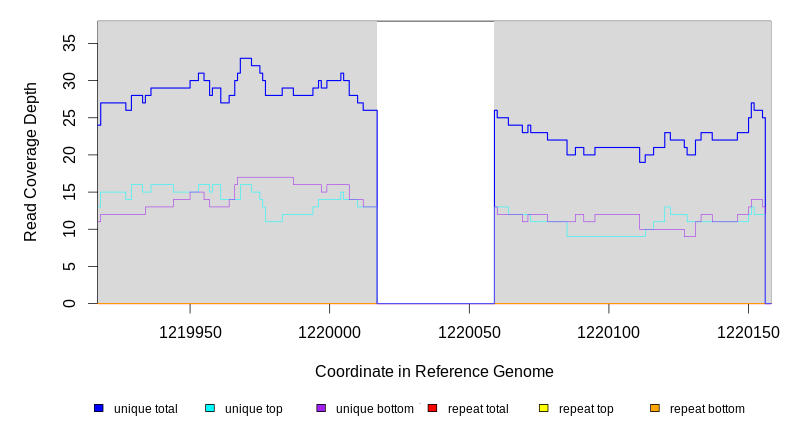 Read Coverage Depth
35
30
25
20
15
10
5
0
1219950 1220000 1220050 1220100 1220150
Coordinate in Reference Genome
unique total unique top unique bottom repeat total repeat top repeat bottom